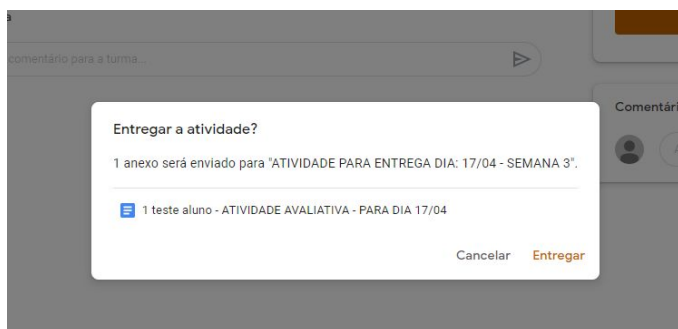 a
comentário para a turma...
Comentári
Entregar a atividade?
1 anexo será enviado para "ATIVIDADE PARA ENTREGA DIA: 17/04 - SEMANA 3".
1 teste aluno - ATIVIDADE AVALIATIVA - PARA DIA 17/04
Cancelar Entregar